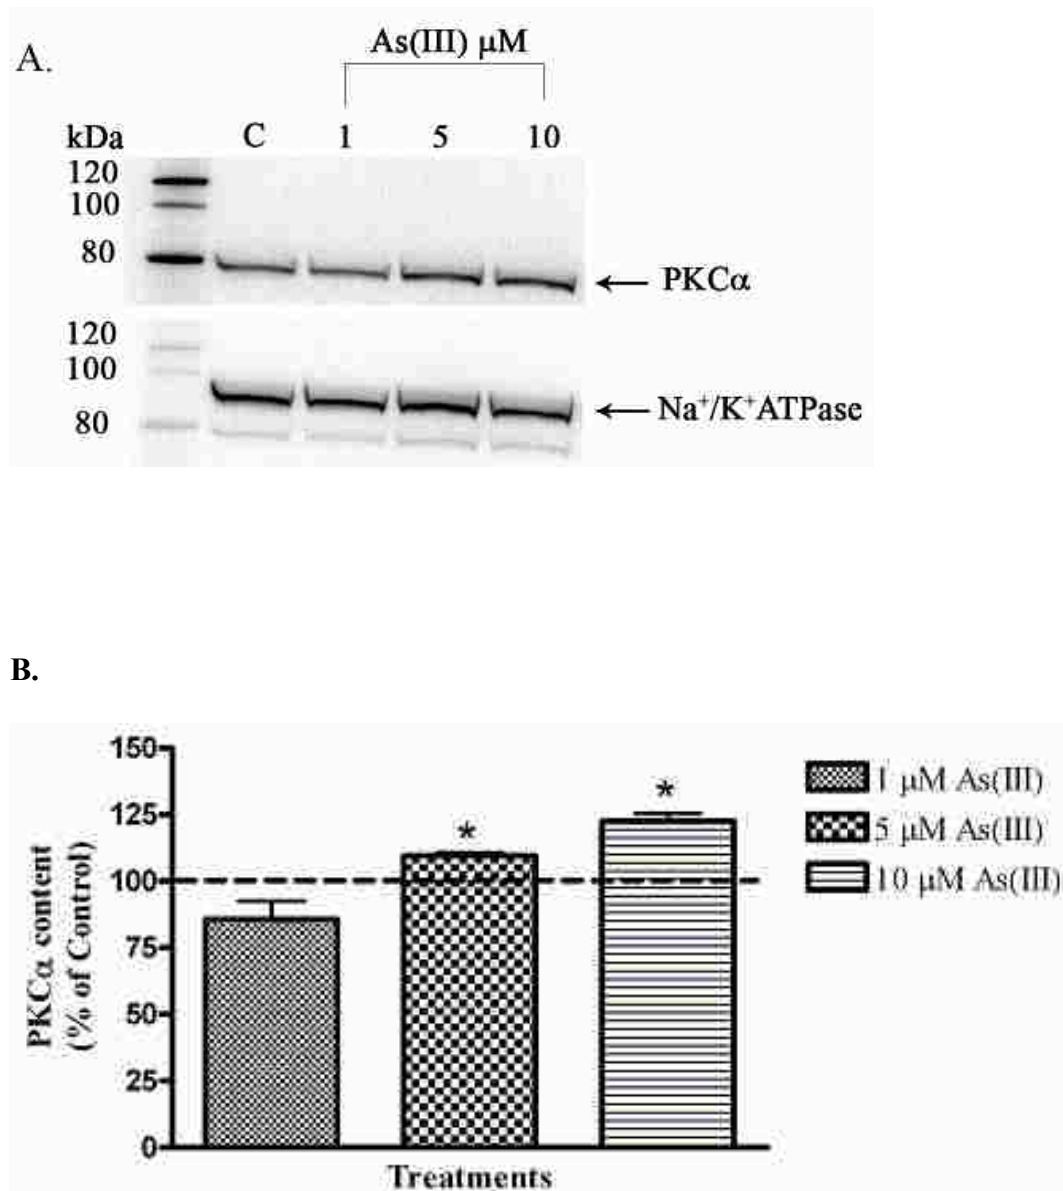 A.
As(III) μM
kDa C 1 5 10
120
100
80
PKCα
120
100
80
Na⁺/K⁺ATPase
B.
PKCα content
(% of Control)
150
125
100
75
50
25
0
*
*
1 μM As(III)
5 μM As(III)
10 μM As(III)
Treatments